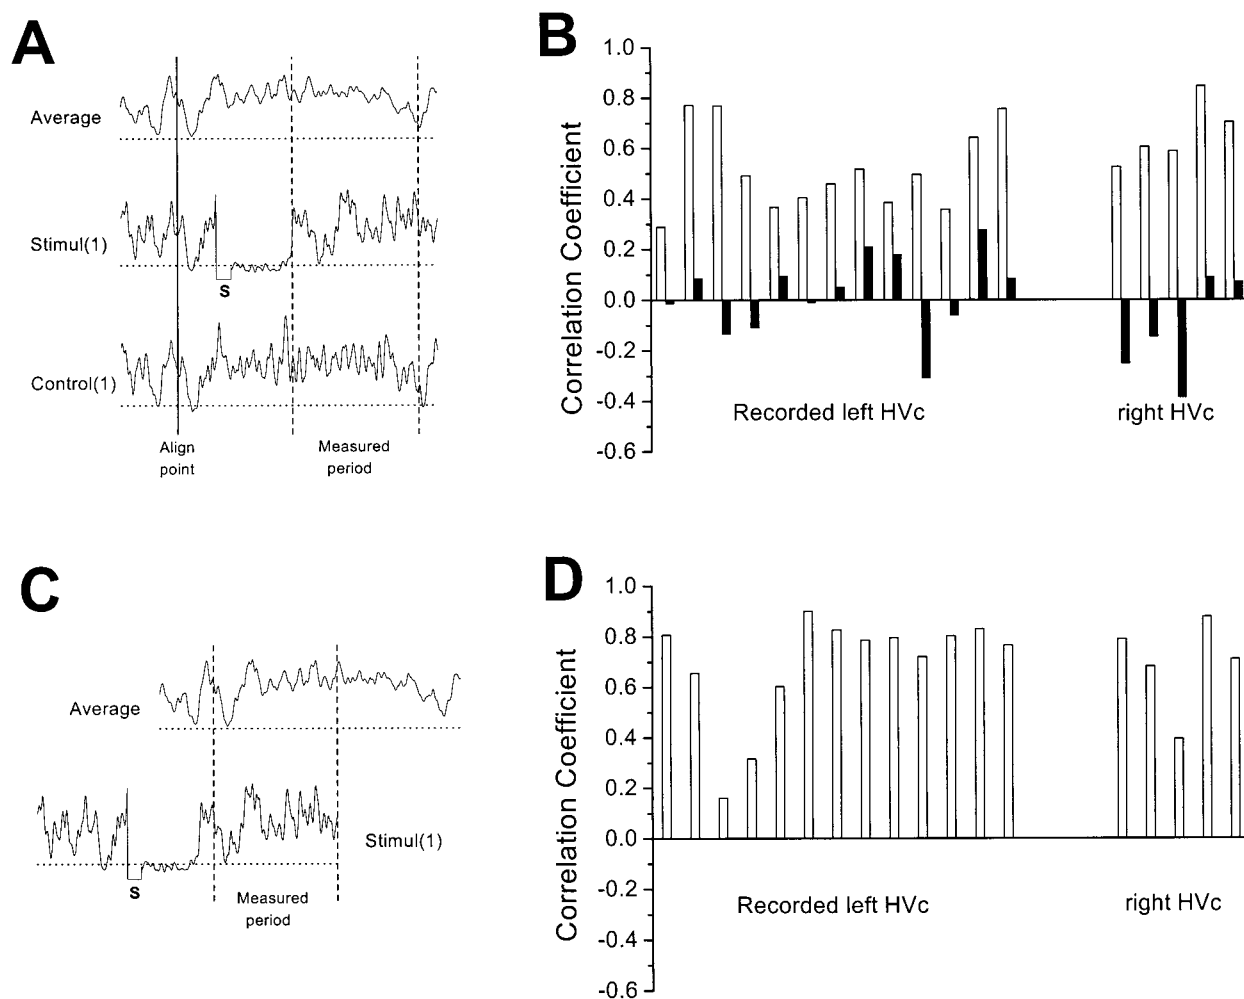 A
Average
Stimul(1)
S
Control(1)
Align
point
Measured
period
B
Correlation Coefficient
1.0
0.8
0.6
0.4
0.2
0.0
-0.2
-0.4
-0.6
Recorded left HVc
right HVc
C
Average
Stimul(1)
S
Measured
period
D
Correlation Coefficient
1.0
0.8
0.6
0.4
0.2
0.0
-0.2
-0.4
-0.6
Recorded left HVc
right HVc